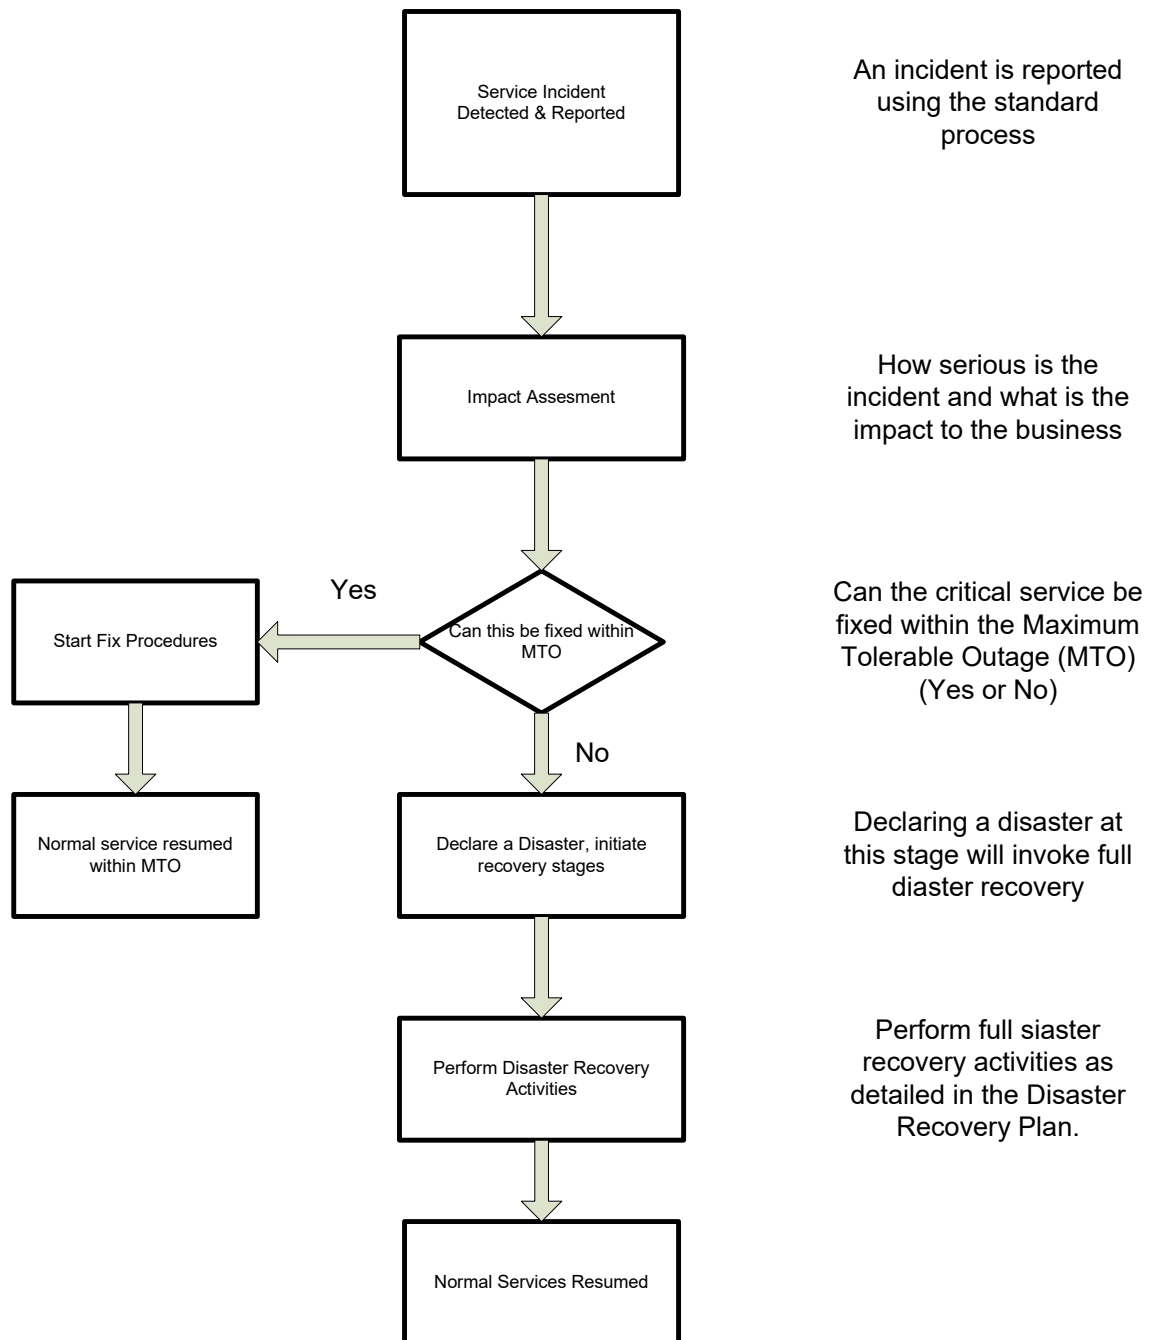 Service Incident
Detected & Reported
An incident is reported
using the standard
process
Impact Assesment
How serious is the
incident and what is the
impact to the business
Yes
Start Fix Procedures
Can this be fixed within
MTO
Can the critical service be
fixed within the Maximum
Tolerable Outage (MTO)
(Yes or No)
No
Normal service resumed
within MTO
Declare a Disaster, initiate
recovery stages
Declaring a disaster at
this stage will invoke full
diaster recovery
Perform Disaster Recovery
Activities
Perform full siaster
recovery activities as
detailed in the Disaster
Recovery Plan.
Normal Services Resumed